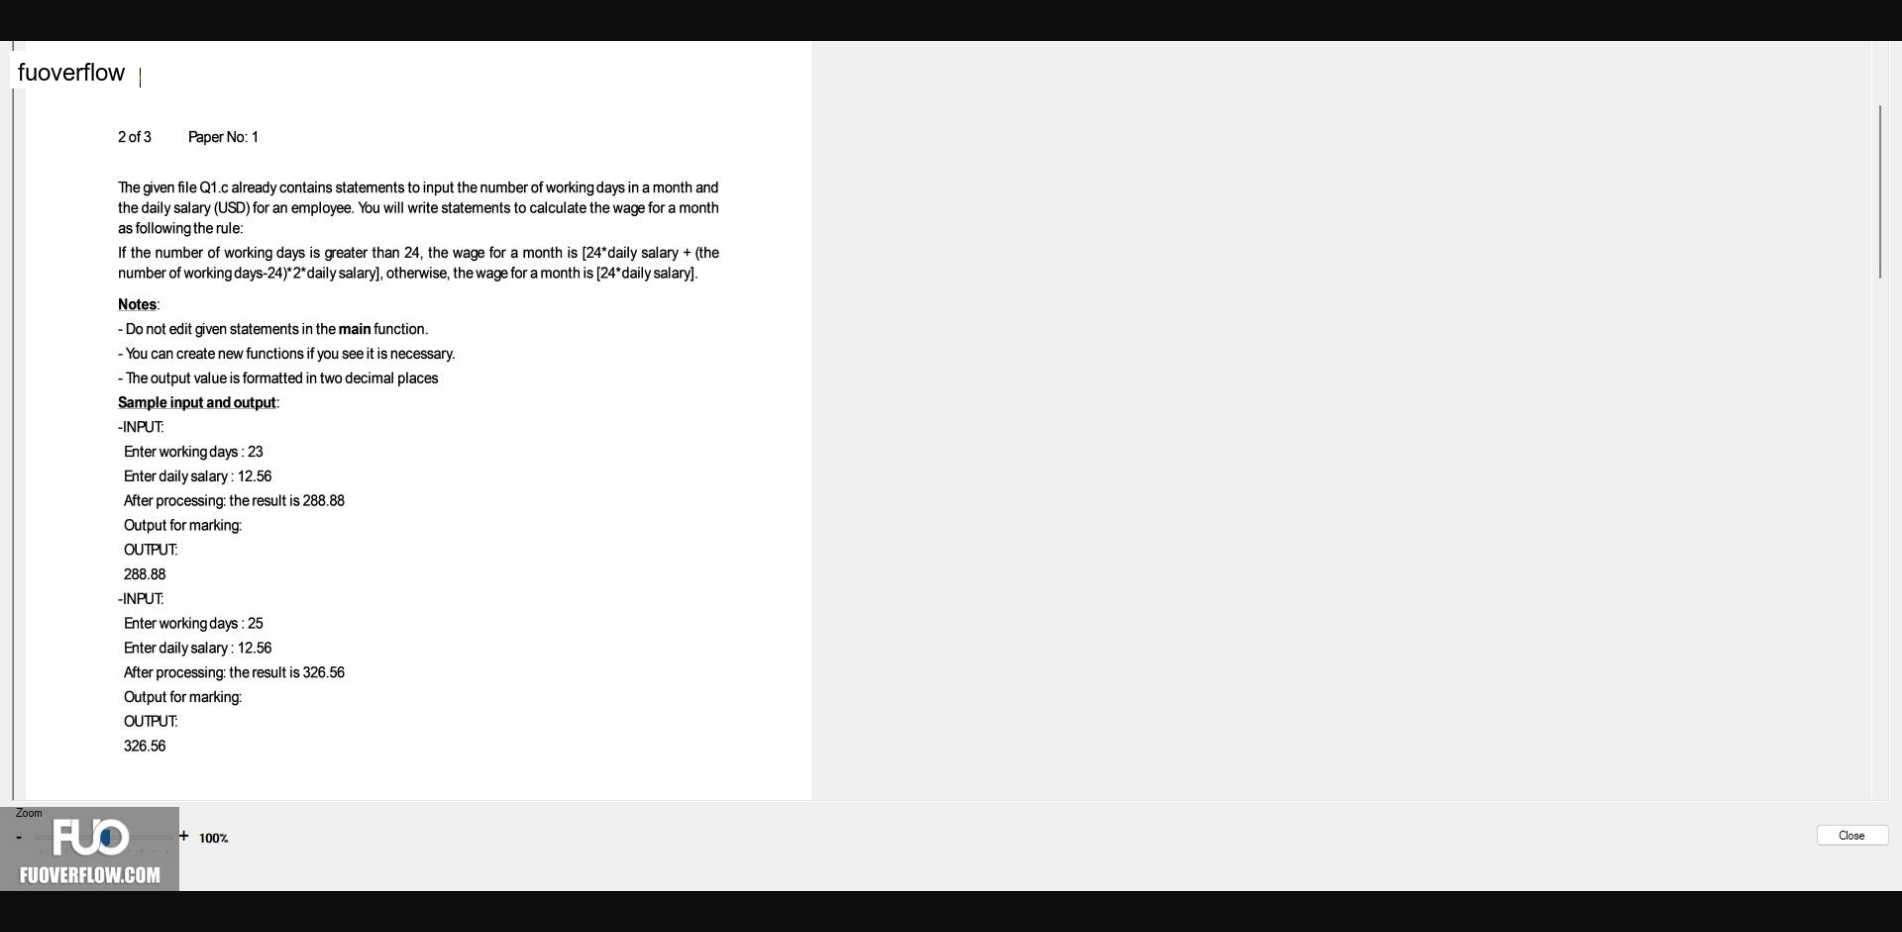 fuoverflow
2 of 3 Paper No: 1
The given file Q1.c already contains statements to input the number of working days in a month and
the daily salary (USD) for an employee. You will write statements to calculate the wage for a month
as following the rule:
If the number of working days is greater than 24, the wage for a month is [24*daily salary + (the
number of working days-24)*2*daily salary], otherwise, the wage for a month is [24*daily salary].
Notes:
- Do not edit given statements in the main function.
- You can create new functions if you see it is necessary.
- The output value is formatted in two decimal places
Sample input and output:
-INPUT:
Enter working days : 23
Enter daily salary : 12.56
After processing: the result is 288.88
Output for marking:
OUTPUT:
288.88
-INPUT:
Enter working days : 25
Enter daily salary : 12.56
After processing: the result is 326.56
Output for marking:
OUTPUT:
326.56
Zoom
- + 100%
Close
FUO
FUOVERFLOW.COM